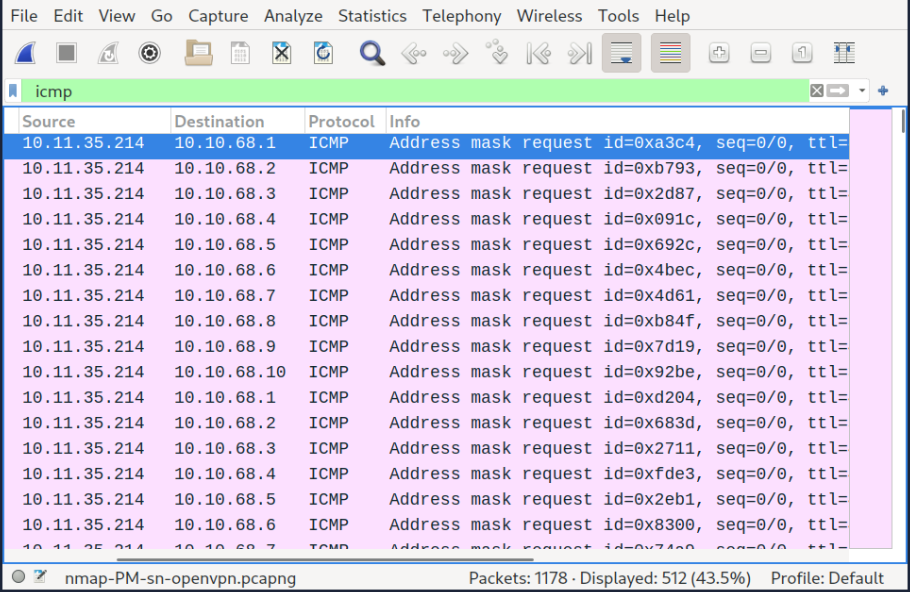 File Edit View Go Capture Analyze Statistics Telephony Wireless Tools Help
icmp
Source Destination Protocol Info
10.11.35.214 10.10.68.1 ICMP Address mask request id=0xa3c4, seq=0/0, ttl=
10.11.35.214 10.10.68.2 ICMP Address mask request id=0xb793, seq=0/0, ttl=
10.11.35.214 10.10.68.3 ICMP Address mask request id=0x2d87, seq=0/0, ttl=
10.11.35.214 10.10.68.4 ICMP Address mask request id=0x091c, seq=0/0, ttl=
10.11.35.214 10.10.68.5 ICMP Address mask request id=0x692c, seq=0/0, ttl=
10.11.35.214 10.10.68.6 ICMP Address mask request id=0x4bec, seq=0/0, ttl=
10.11.35.214 10.10.68.7 ICMP Address mask request id=0x4d61, seq=0/0, ttl=
10.11.35.214 10.10.68.8 ICMP Address mask request id=0xb84f, seq=0/0, ttl=
10.11.35.214 10.10.68.9 ICMP Address mask request id=0x7d19, seq=0/0, ttl=
10.11.35.214 10.10.68.10 ICMP Address mask request id=0x92be, seq=0/0, ttl=
10.11.35.214 10.10.68.1 ICMP Address mask request id=0xd204, seq=0/0, ttl=
10.11.35.214 10.10.68.2 ICMP Address mask request id=0x683d, seq=0/0, ttl=
10.11.35.214 10.10.68.3 ICMP Address mask request id=0x2711, seq=0/0, ttl=
10.11.35.214 10.10.68.4 ICMP Address mask request id=0xfde3, seq=0/0, ttl=
10.11.35.214 10.10.68.5 ICMP Address mask request id=0x2eb1, seq=0/0, ttl=
10.11.35.214 10.10.68.6 ICMP Address mask request id=0x8300, seq=0/0, ttl=
10.11.35.214 10.10.68.7 ICMP Address mask request seq=0/0, ttl=
nmap-PM-sn-openvpn.pcapng Packets: 1178 · Displayed: 512 (43.5%) Profile: Default